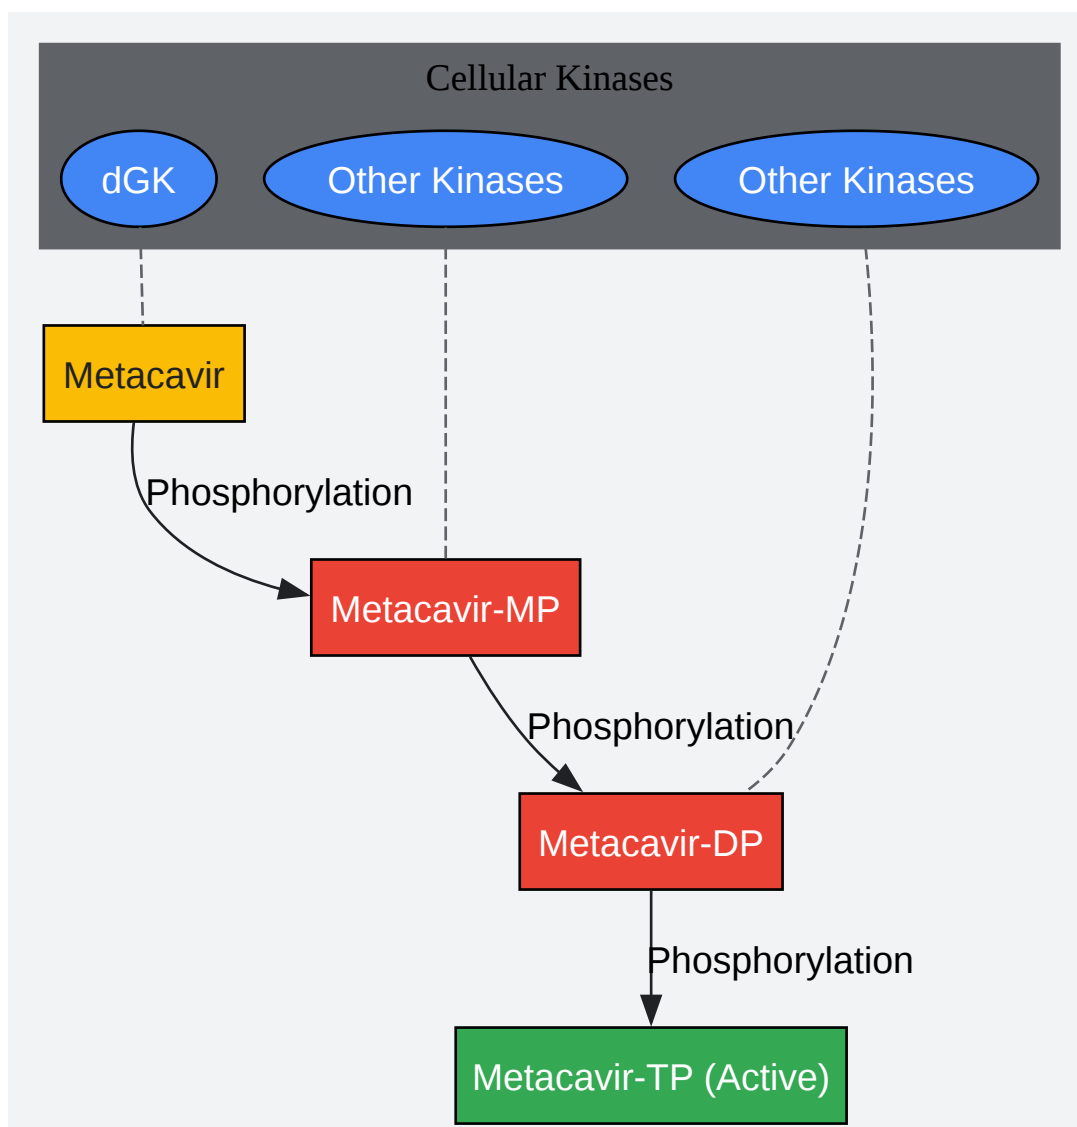 Cellular Kinases
dGK
Other Kinases
Other Kinases
Metacavir
Phosphorylation
Metacavir-MP
Phosphorylation
Metacavir-DP
Phosphorylation
Metacavir-TP (Active)